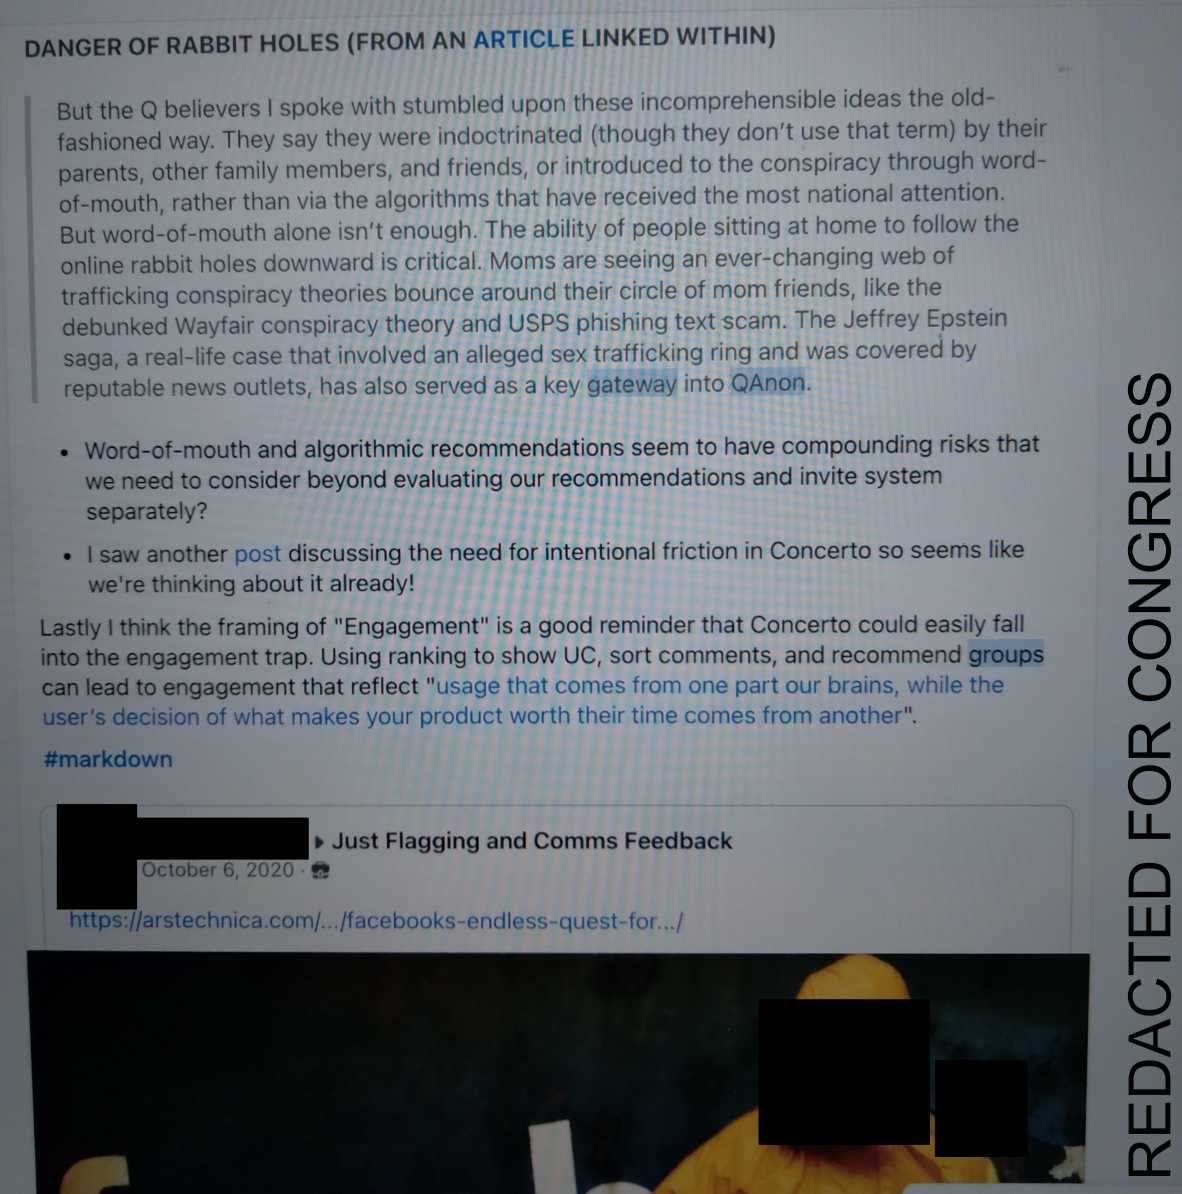 DANGER OF RABBIT HOLES (FROM AN ARTICLE LINKED WITHIN)
But the Q believers I spoke with stumbled upon these incomprehensible ideas the old-
fashioned way. They say they were indoctrinated (though they don't use that term) by their
parents, other family members, and friends, or introduced to the conspiracy through word-
of-mouth, rather than via the algorithms that have received the most national attention.
But word-of-mouth alone isn't enough. The ability of people sitting at home to follow the
online rabbit holes downward is critical. Moms are seeing an ever-changing web of
trafficking conspiracy theories bounce around their circle of mom friends, like the
debunked Wayfair conspiracy theory and USPS phishing text scam. The Jeffrey Epstein
saga, a real-life case that involved an alleged sex trafficking ring and was covered by
reputable news outlets, has also served as a key gateway into QAnon.
• Word-of-mouth and algorithmic recommendations seem to have compounding risks that
we need to consider beyond evaluating our recommendations and invite system
separately?
• I saw another post discussing the need for intentional friction in Concerto so seems like
we're thinking about it already!
Lastly I think the framing of "Engagement" is a good reminder that Concerto could easily fall
into the engagement trap. Using ranking to show UC, sort comments, and recommend groups
can lead to engagement that reflect "usage that comes from one part our brains, while the
user's decision of what makes your product worth their time comes from another".
#markdown
Just Flagging and Comms Feedback
October 6, 2020 ·
https://arstechnica.com/.../facebooks-endless-quest-for.../
REDACTED FOR CONGRESS